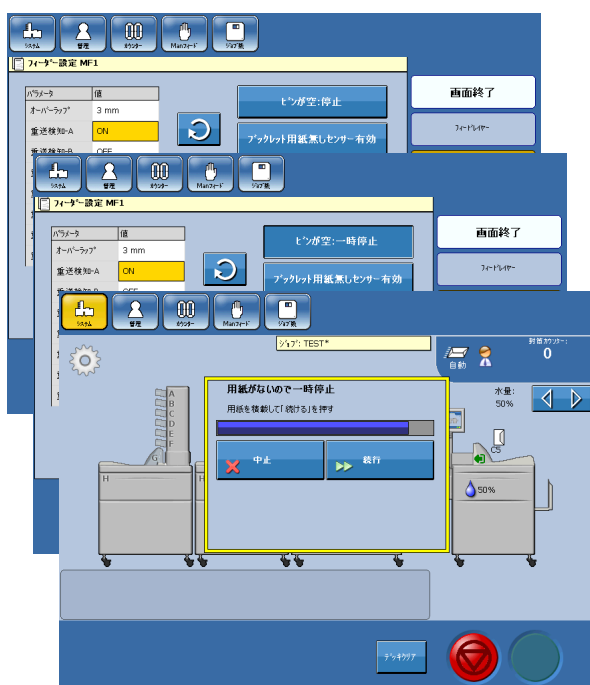 システム
管理
カウンター
Manフィード
ジョブ帳
フィーダー設定 MF1
パラメータ
値
オーバーラップ
3 mm
重送検知-A
ON
重送検知-B
OFF
ビンが空:停止
ブックレット用紙無しセンサー有効
画面終了
フィードレイヤー
システム
管理
カウンター
Manフィード
ジョブ帳
フィーダー設定 MF1
パラメータ
値
オーバーラップ
3 mm
重送検知-A
ON
ビンが空:一時停止
ブックレット用紙無しセンサー有効
画面終了
フィードレイヤー
システム
管理
カウンター
Manフィード
ジョブ帳
ジョブ: TEST*
自動
封筒カウンター:
0
水量:
50%
A
B
C
D
E
F
G
H
H
用紙がないので一時停止
用紙を積載して「続ける」を押す
中止
続行
C5
50%
デッキクリア